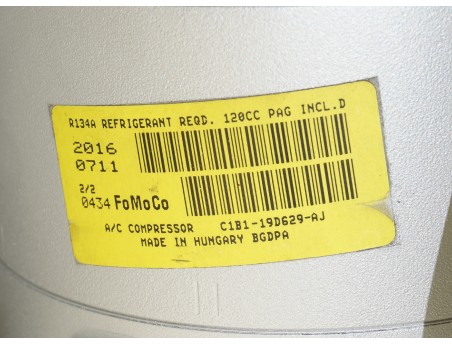 R134A REFRIGERANT REQD. 120CC PAG INCL.D
2016
0711
2/2
0434 FoMoCo
A/C COMPRESSOR C1B1-19D629-AJ
MADE IN HUNGARY BGDPA